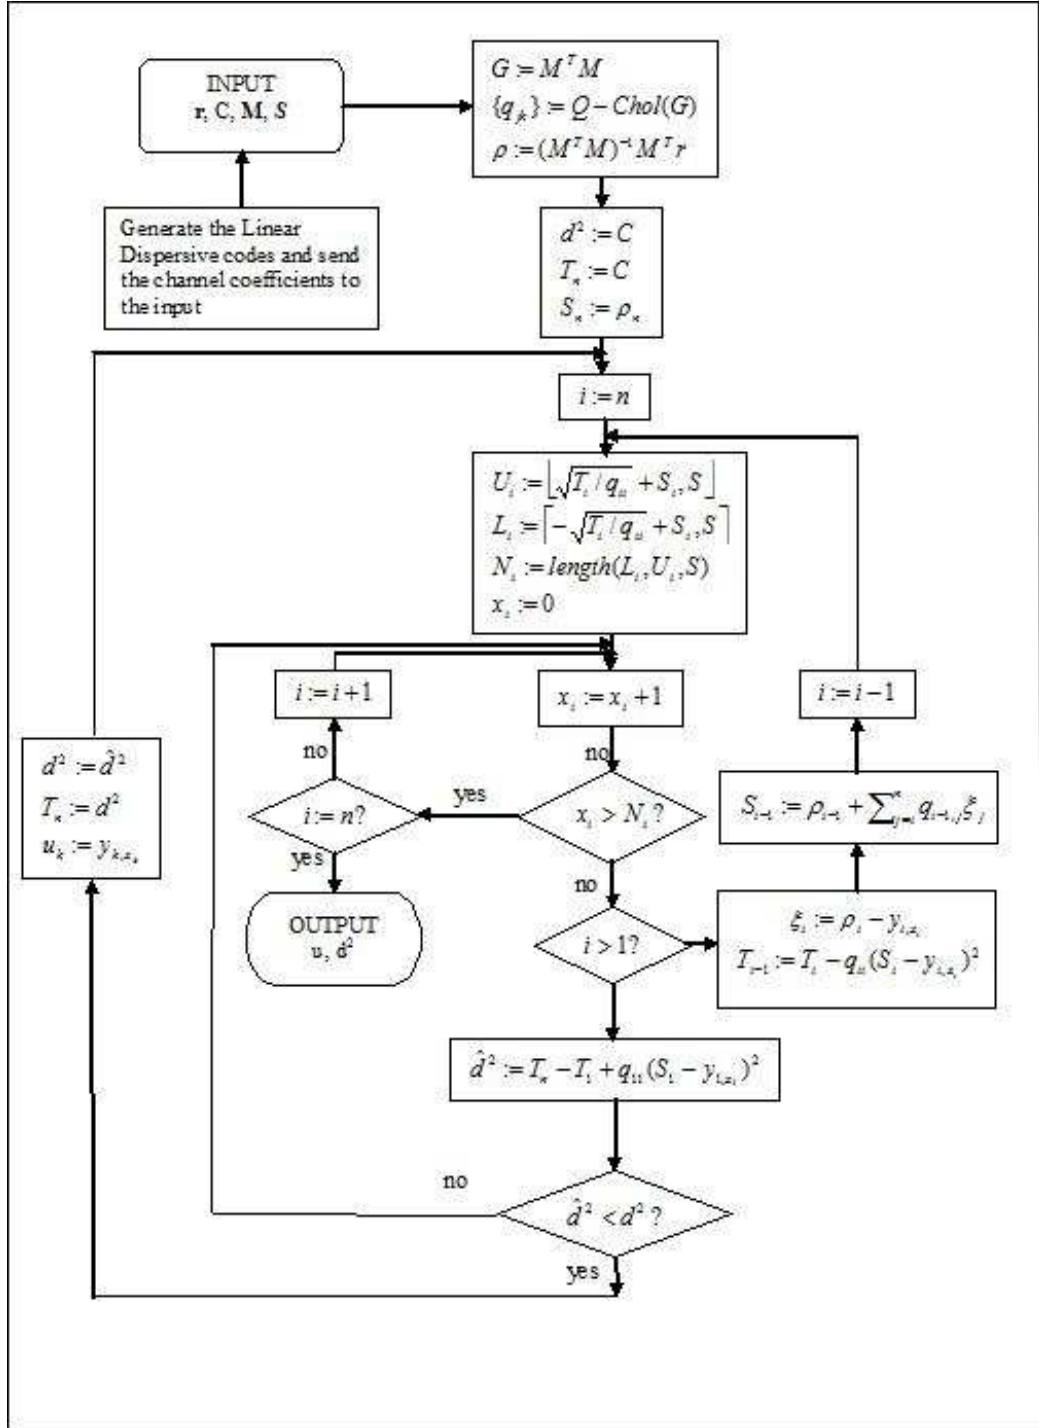 INPUT
r, C, M, S
G := M^T M
{q_jk} := Q − Chol(G)
ρ := (M^T M)^−1 M^T r
Generate the Linear
Dispersive codes and send
the channel coefficients to
the input
d² := C
T_n := C
S_n := ρ_n
i := n
U_i := ⌊√(T_i / q_ii) + S_i, S⌋
L_i := ⌈−√(T_i / q_ii) + S_i, S⌉
N_i := length(L_i, U_i, S)
x_i := 0
i := i+1
x_i := x_i + 1
i := i−1
no
no
d² := d̂²
T_n := d²
u_k := y_k,x_k
i := n?
yes
x_i > N_i ?
S_i−1 := ρ_i−1 + ∑_j=i^n q_i−1,j ξ_j
yes
no
OUTPUT
u, d²
i > 1?
ξ_i := ρ_i − y_i,x_i
T_i−1 := T_i − q_ii (S_i − y_i,x_i)²
d̂² := T_n − T_1 + q_11 (S_1 − y_1,x_1)²
no
d̂² < d² ?
yes